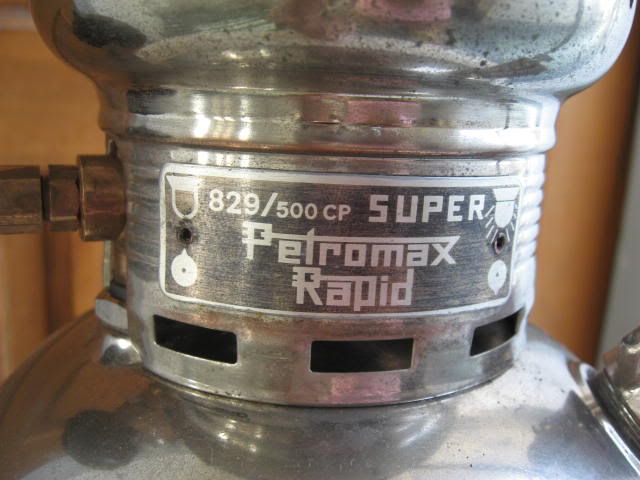 829/500 CP SUPER
Petromax
Rapid